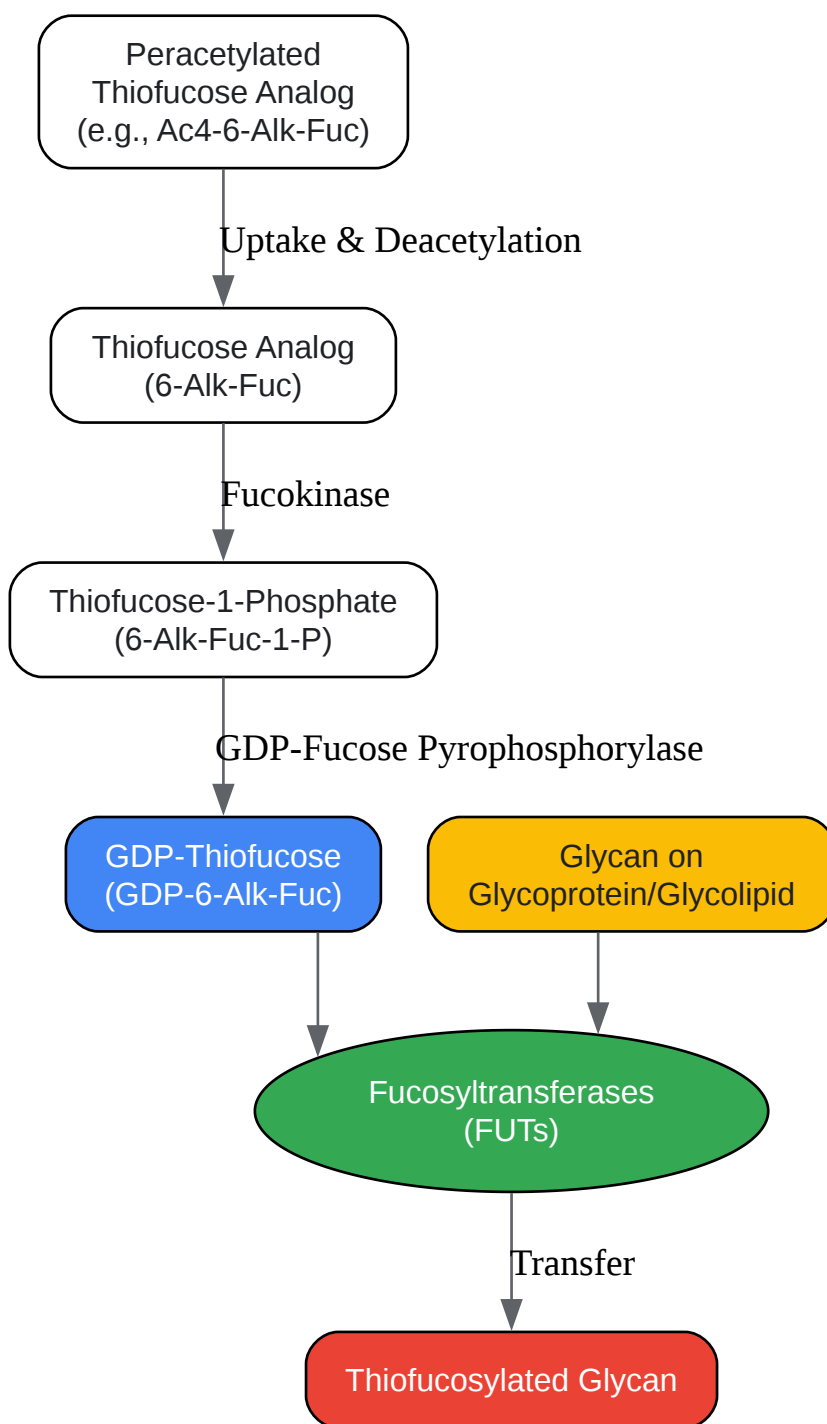 Peracetylated
Thiofucose Analog
(e.g., Ac4-6-Alk-Fuc)
Uptake & Deacetylation
Thiofucose Analog
(6-Alk-Fuc)
Fucokinase
Thiofucose-1-Phosphate
(6-Alk-Fuc-1-P)
GDP-Fucose Pyrophosphorylase
GDP-Thiofucose
(GDP-6-Alk-Fuc)
Glycan on
Glycoprotein/Glycolipid
Fucosyltransferases
(FUTs)
Transfer
Thiofucosylated Glycan